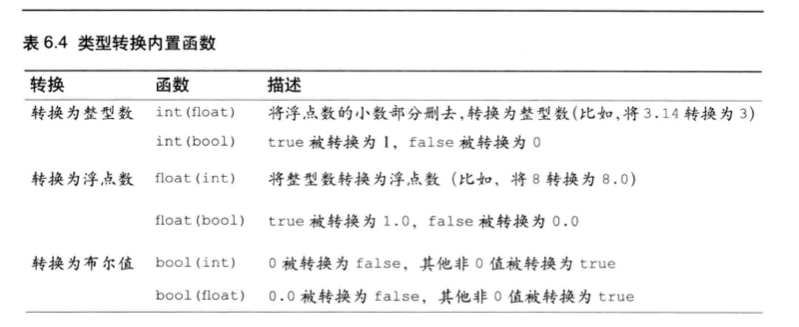 表 6.4 类型转换内置函数
转换 函数 描述
转换为整型数 int(float) 将浮点数的小数部分删去,转换为整型数(比如,将3.14转换为3)
int(bool) true 被转换为 1, false 被转换为 0
转换为浮点数 float(int) 将整型数转换为浮点数 (比如, 将8转换为8.0)
float(bool) true 被转换为 1.0, false 被转换为 0.0
转换为布尔值 bool(int) 0 被转换为 false, 其他非 0 值被转换为 true
bool(float) 0.0 被转换为 false, 其他非 0 值被转换为 true